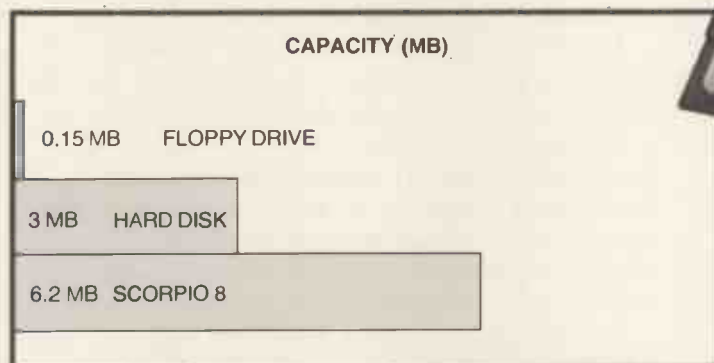 CAPACITY (MB)
0.15 MB FLOPPY DRIVE
3 MB HARD DISK
6.2 MB SCORPIO 8